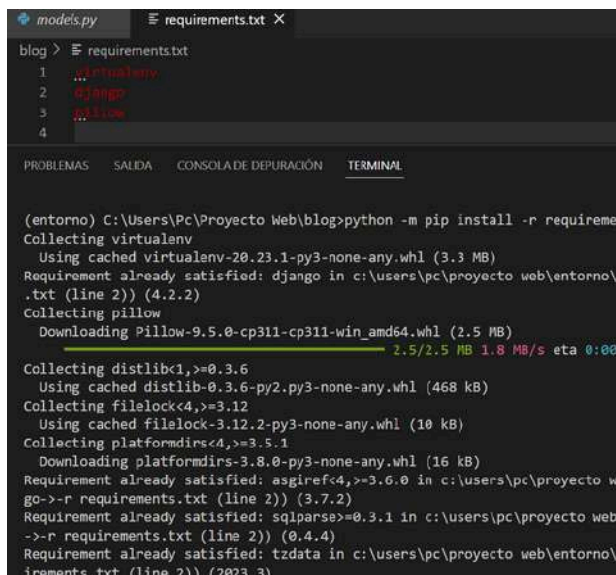 models.py requirements.txt
blog > requirements.txt
1 virtualenv
2 django
3 pillow
4
PROBLEMAS SALIDA CONSOLA DE DEPURACIÓN TERMINAL
(entorno) C:\Users\Pc\Proyecto Web\blog>python -m pip install -r requireme
Collecting virtualenv
Using cached virtualenv-20.23.1-py3-none-any.whl (3.3 MB)
Requirement already satisfied: django in c:\users\pc\proyecto web\entorno\
.txt (line 2)) (4.2.2)
Collecting pillow
Downloading Pillow-9.5.0-cp311-cp311-win_amd64.whl (2.5 MB)
2.5/2.5 MB 1.8 MB/s eta 0:00
Collecting distlib<1,>=0.3.6
Using cached distlib-0.3.6-py2.py3-none-any.whl (468 kB)
Collecting filelock<4,>=3.12
Using cached filelock-3.12.2-py3-none-any.whl (10 kB)
Collecting platformdirs<4,>=3.5.1
Downloading platformdirs-3.8.0-py3-none-any.whl (16 kB)
Requirement already satisfied: asgiref<4,>=3.6.0 in c:\users\pc\proyecto w
go->-r requirements.txt (line 2)) (3.7.2)
Requirement already satisfied: sqlparse>=0.3.1 in c:\users\pc\proyecto web
->-r requirements.txt (line 2)) (0.4.4)
Requirement already satisfied: tzdata in c:\users\pc\proyecto web\entorno\
irements.txt (line 2)) (2023.3)